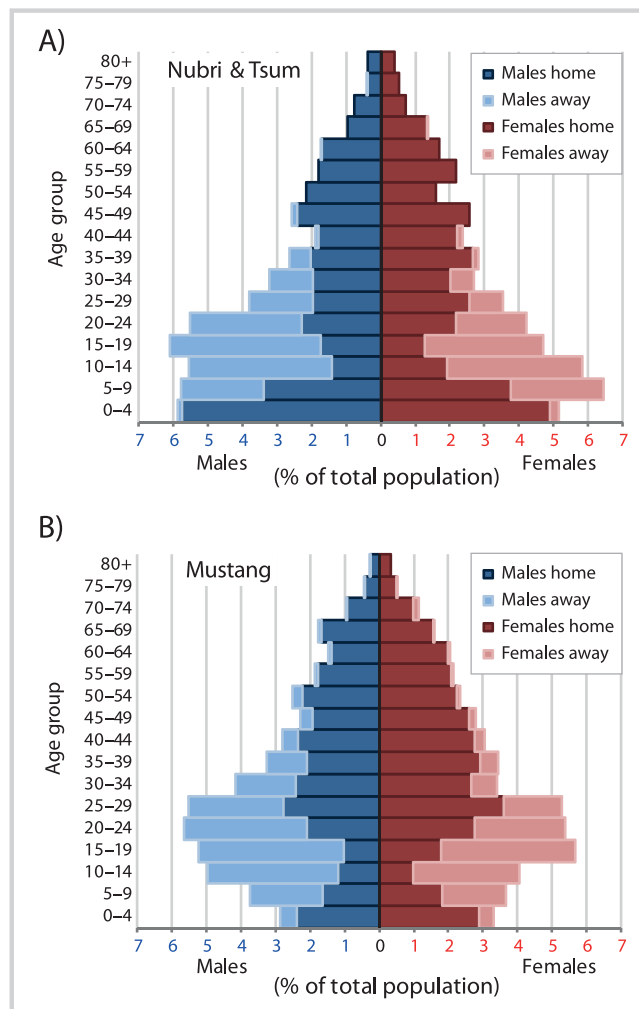 A)
Nubri & Tsum
Males home
Males away
Females home
Females away
Age group
80+
75–79
70–74
65–69
60–64
55–59
50–54
45–49
40–44
35–39
30–34
25–29
20–24
15–19
10–14
5–9
0–4
7 6 5 4 3 2 1 0 1 2 3 4 5 6 7
Males Females
(% of total population)
B)
Mustang
Males home
Males away
Females home
Females away
Age group
80+
75–79
70–74
65–69
60–64
55–59
50–54
45–49
40–44
35–39
30–34
25–29
20–24
15–19
10–14
5–9
0–4
7 6 5 4 3 2 1 0 1 2 3 4 5 6 7
Males Females
(% of total population)